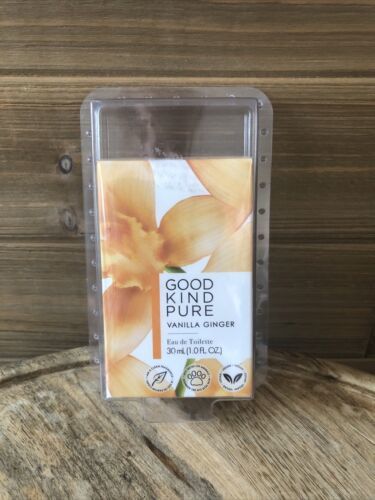 GOOD
KIND
PURE
VANILLA GINGER
Eau de Toilette
30 mL (1.0 FL. OZ.)